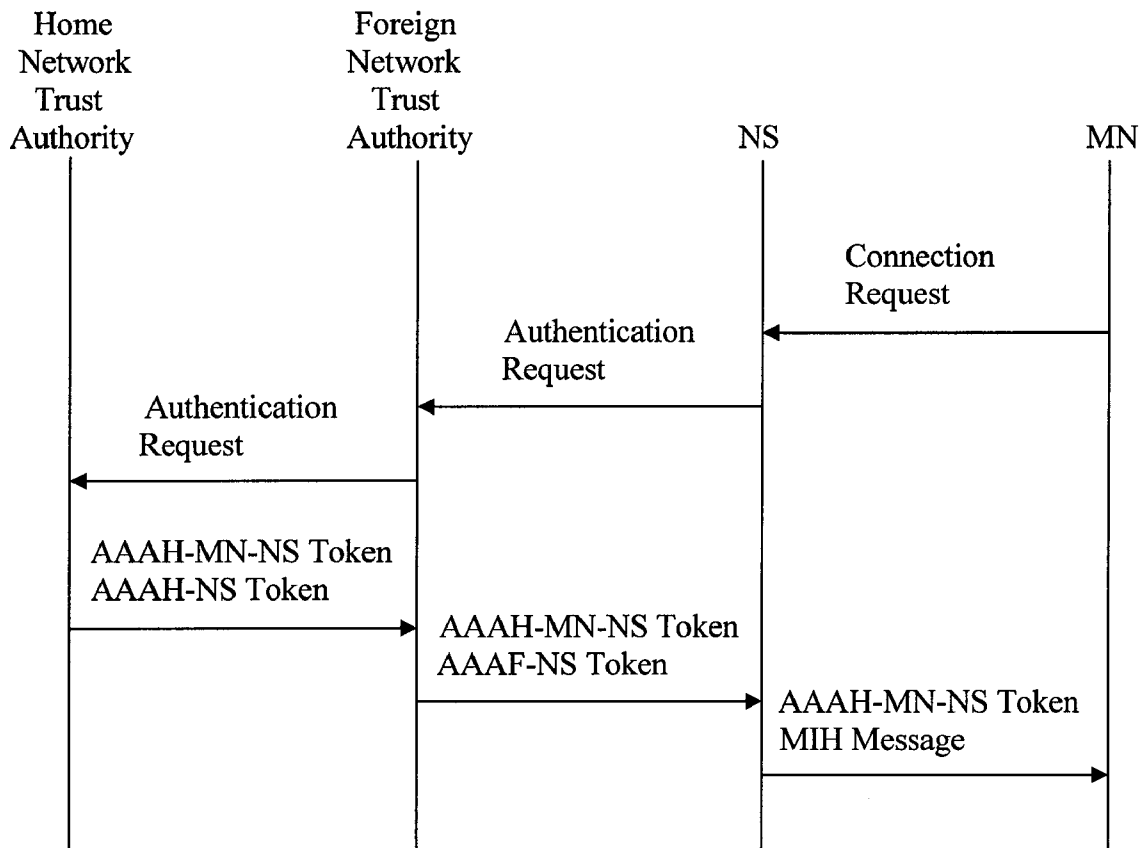 Home
Network
Trust
Authority
Foreign
Network
Trust
Authority
NS
MN
Connection
Request
Authentication
Request
Authentication
Request
AAAH-MN-NS Token
AAAH-NS Token
AAAH-MN-NS Token
AAAF-NS Token
AAAH-MN-NS Token
MIH Message